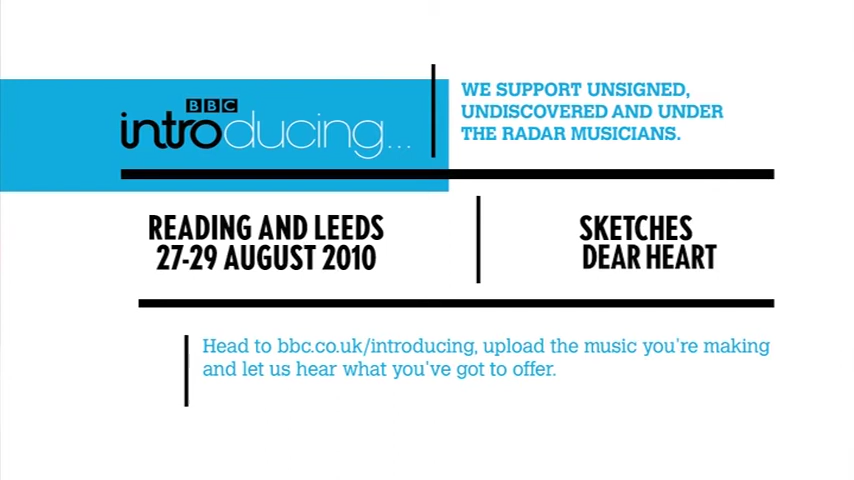 BBC
introducing...
WE SUPPORT UNSIGNED,
UNDISCOVERED AND UNDER
THE RADAR MUSICIANS.
READING AND LEEDS
27-29 AUGUST 2010
SKETCHES
DEAR HEART
Head to bbc.co.uk/introducing, upload the music you're making
and let us hear what you've got to offer.